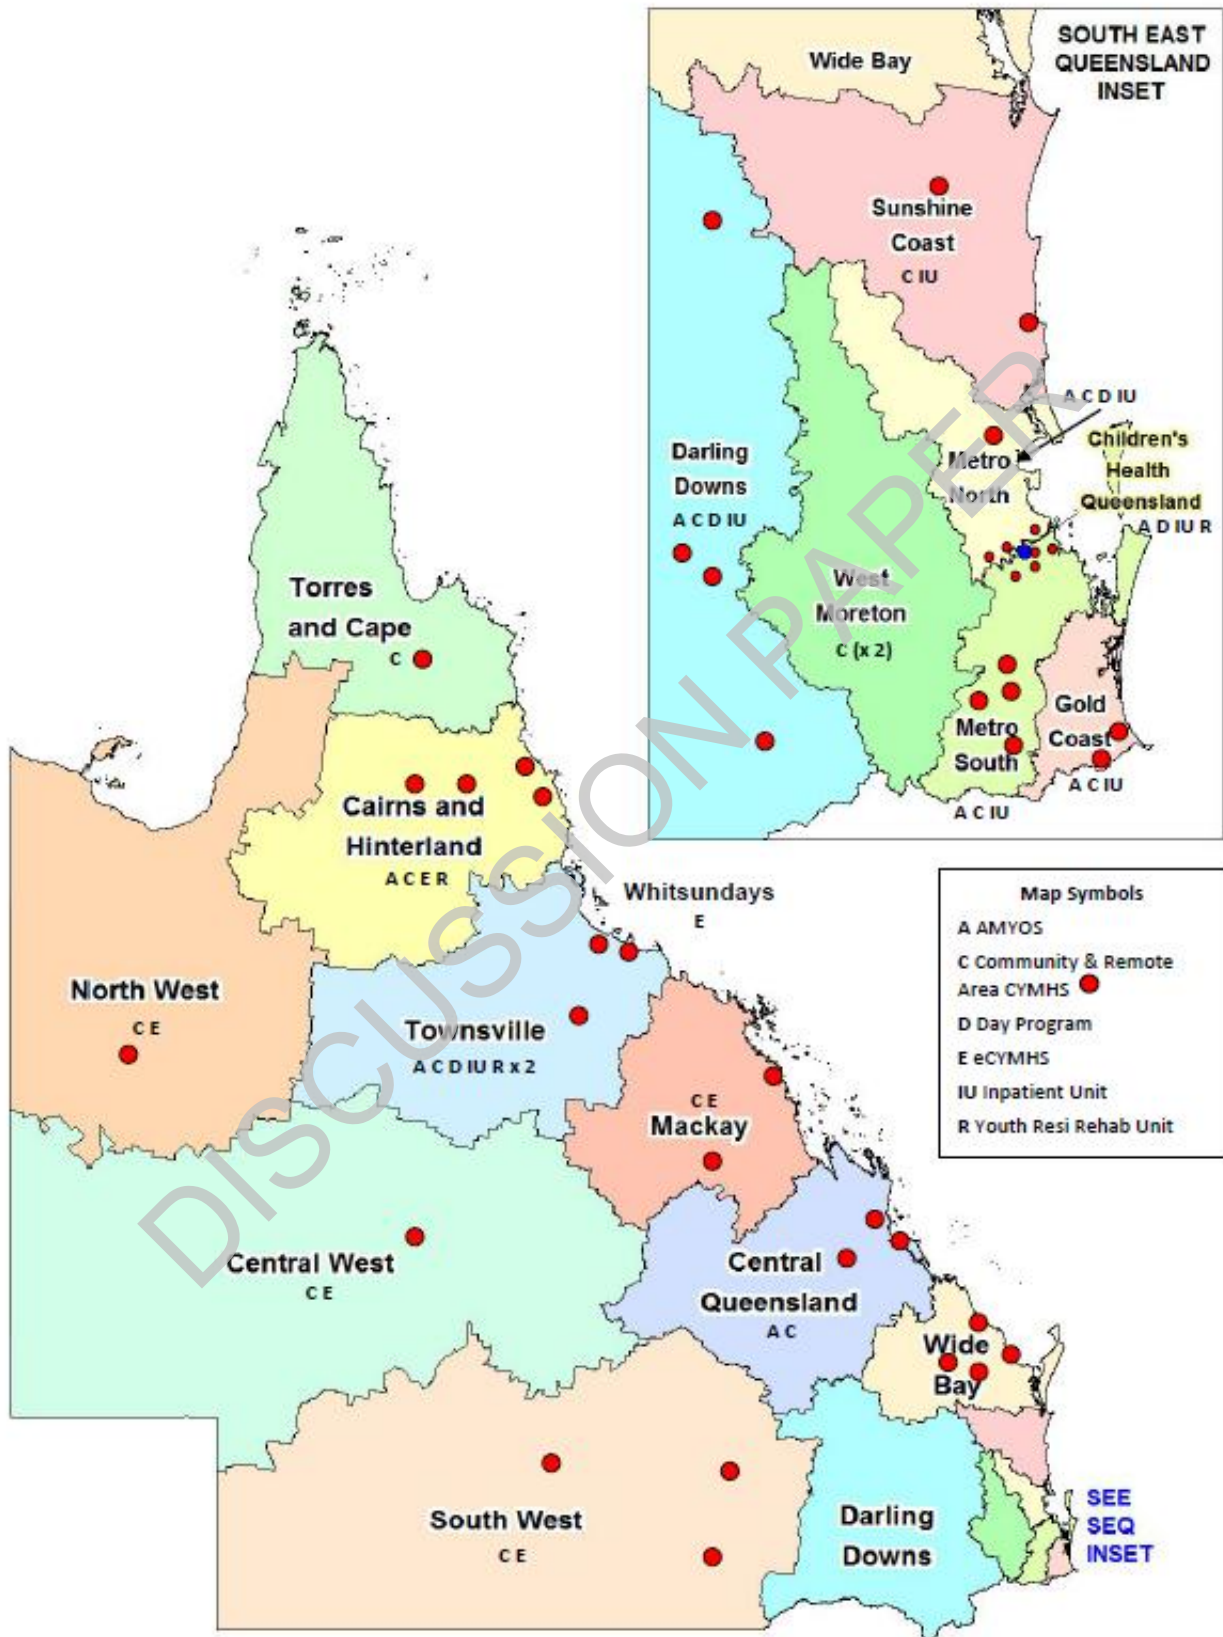 SOUTH EAST
QUEENSLAND
INSET
Wide Bay
Sunshine
Coast
C IU
A C D IU
Children's
Health
Queensland
A D IU R
Metro
North
Darling
Downs
A C D IU
West
Moreton
C (x 2)
Gold
Coast
A C IU
Metro
South
A C IU
Torres
and Cape
C
Cairns and
Hinterland
A C E R
Whitsundays
E
North West
C E
Townsville
A C D IU R x 2
C E
Mackay
Central West
C E
Central
Queensland
A C
Wide
Bay
South West
C E
Darling
Downs
SEE
SEQ
INSET
Map Symbols
A AMYOS
C Community & Remote
Area CYMHS
D Day Program
E eCYMHS
IU Inpatient Unit
R Youth Resi Rehab Unit
DISCUSSION PAPER